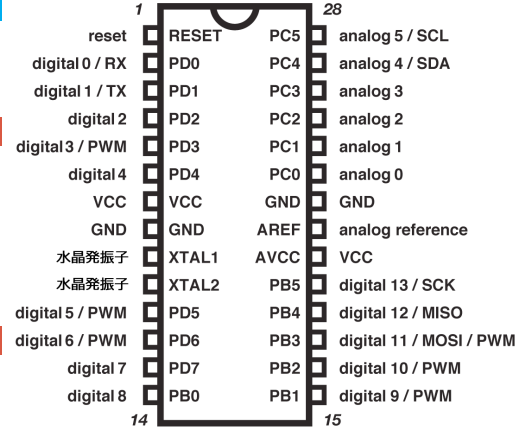 1 28
reset RESET PC5 analog 5 / SCL
digital 0 / RX PD0 PC4 analog 4 / SDA
digital 1 / TX PD1 PC3 analog 3
digital 2 PD2 PC2 analog 2
digital 3 / PWM PD3 PC1 analog 1
digital 4 PD4 PC0 analog 0
VCC VCC GND GND
GND GND AREF analog reference
水晶発振子 XTAL1 AVCC VCC
水晶発振子 XTAL2 PB5 digital 13 / SCK
digital 5 / PWM PD5 PB4 digital 12 / MISO
digital 6 / PWM PD6 PB3 digital 11 / MOSI / PWM
digital 7 PD7 PB2 digital 10 / PWM
digital 8 PB0 PB1 digital 9 / PWM
14 15